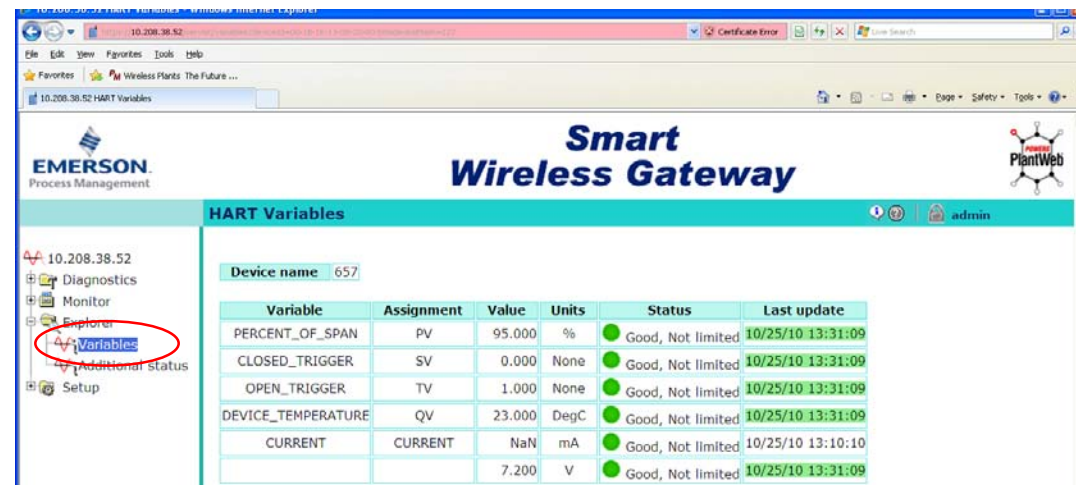 10.208.38.52 HART Variables - Windows Internet Explorer
10.208.38.52
Certificate Error
Live Search
File Edit View Favorites Tools Help
Favorites Wireless Plants The Future ...
10.208.38.52 HART Variables
Page Safety Tools
EMERSON.
Process Management
Smart
Wireless Gateway
POWERS
PlantWeb
HART Variables
admin
10.208.38.52
Diagnostics
Monitor
Explorer
Variables
Additional status
Setup
Device name 657
Variable Assignment Value Units Status Last update
PERCENT_OF_SPAN PV 95.000 % Good, Not limited 10/25/10 13:31:09
CLOSED_TRIGGER SV 0.000 None Good, Not limited 10/25/10 13:31:09
OPEN_TRIGGER TV 1.000 None Good, Not limited 10/25/10 13:31:09
DEVICE_TEMPERATURE QV 23.000 DegC Good, Not limited 10/25/10 13:31:09
CURRENT CURRENT NaN mA Good, Not limited 10/25/10 13:10:10
7.200 V Good, Not limited 10/25/10 13:31:09